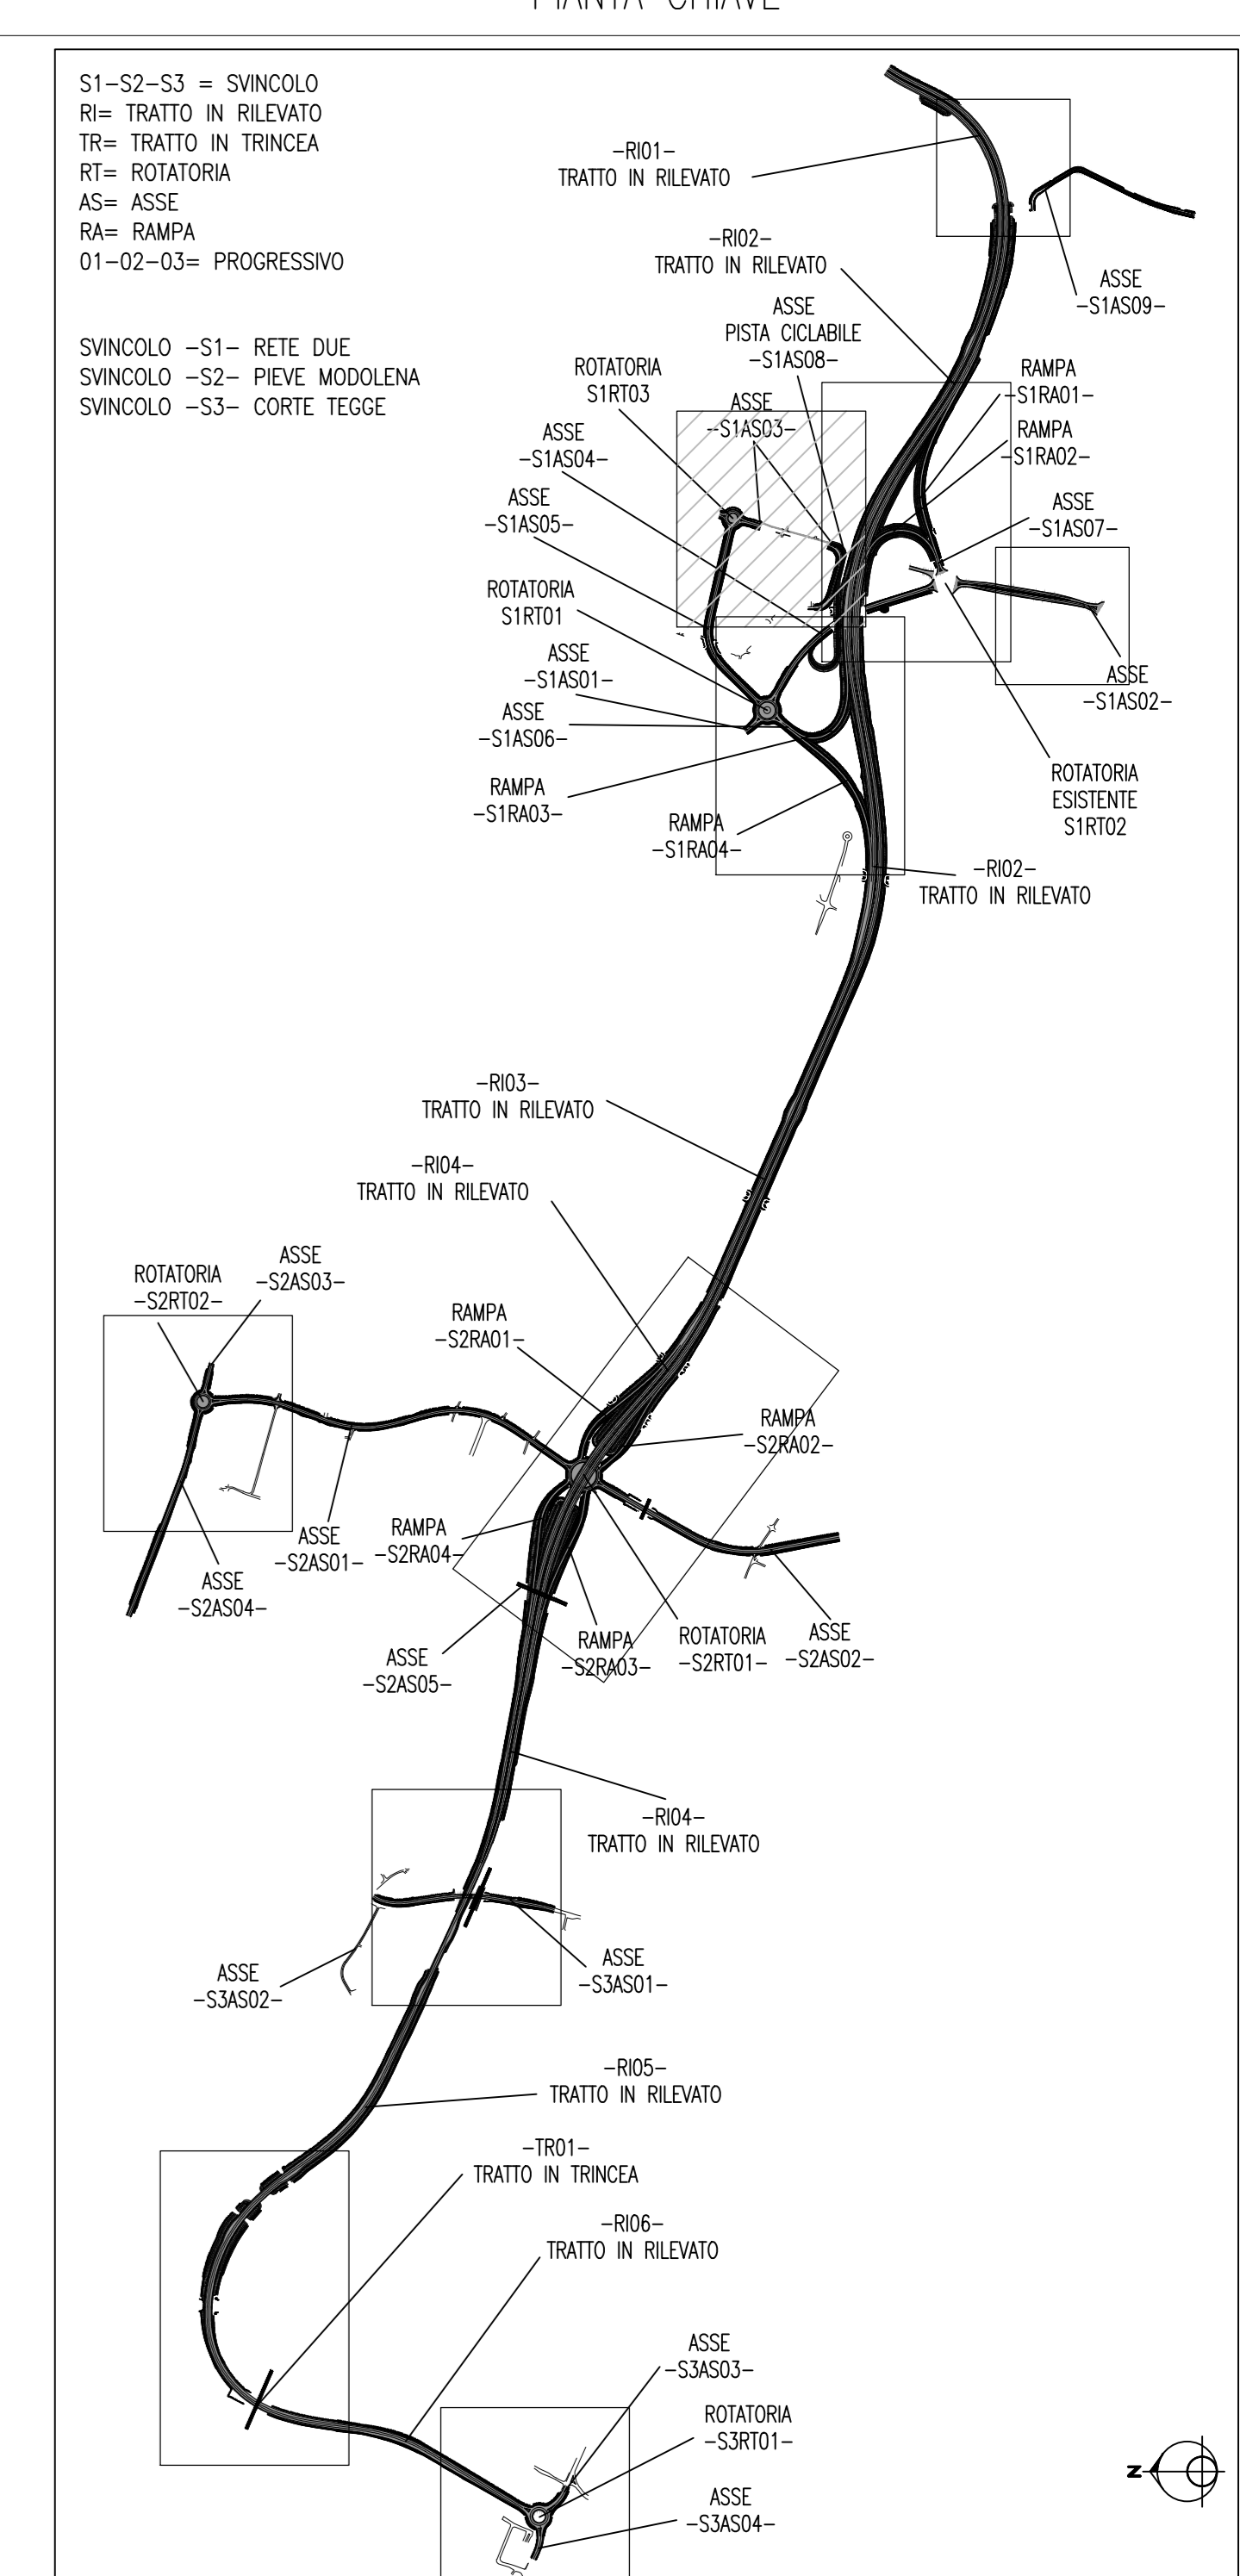 PIANTA CHIAVE
S1-S2-S3 = SVINCOLO
RI= TRATTO IN RILEVATO
TR= TRATTO IN TRINCEA
RT= ROTATORIA
AS= ASSE
RA= RAMPA
01-02-03= PROGRESSIVO
SVINCOLO -S1- RETE DUE
SVINCOLO -S2- PIEVE MODOLENA
SVINCOLO -S3- CORTE TEGGE
-RI01-
TRATTO IN RILEVATO
-RI02-
TRATTO IN RILEVATO
ASSE
-S1AS09-
ASSE
PISTA CICLABILE
-S1AS08-
ROTATORIA
S1RT03
RAMPA
-S1RA01-
ASSE
-S1AS03-
RAMPA
-S1RA02-
ASSE
-S1AS04-
ASSE
-S1AS05-
ASSE
-S1AS07-
ROTATORIA
S1RT01
ASSE
-S1AS01-
ASSE
-S1AS02-
ASSE
-S1AS06-
ROTATORIA
ESISTENTE
S1RT02
RAMPA
-S1RA03-
RAMPA
-S1RA04-
-RI02-
TRATTO IN RILEVATO
-RI03-
TRATTO IN RILEVATO
-RI04-
TRATTO IN RILEVATO
ASSE
-S2AS03-
ROTATORIA
-S2RT02-
RAMPA
-S2RA01-
RAMPA
-S2RA02-
RAMPA
-S2RA04-
ASSE
-S2AS01-
ASSE
-S2AS04-
ASSE
-S2AS05-
RAMPA
-S2RA03-
ROTATORIA
-S2RT01-
ASSE
-S2AS02-
-RI04-
TRATTO IN RILEVATO
ASSE
-S3AS01-
ASSE
-S3AS02-
-RI05-
TRATTO IN RILEVATO
-TR01-
TRATTO IN TRINCEA
-RI06-
TRATTO IN RILEVATO
ASSE
-S3AS03-
ROTATORIA
-S3RT01-
N
ASSE
-S3AS04-